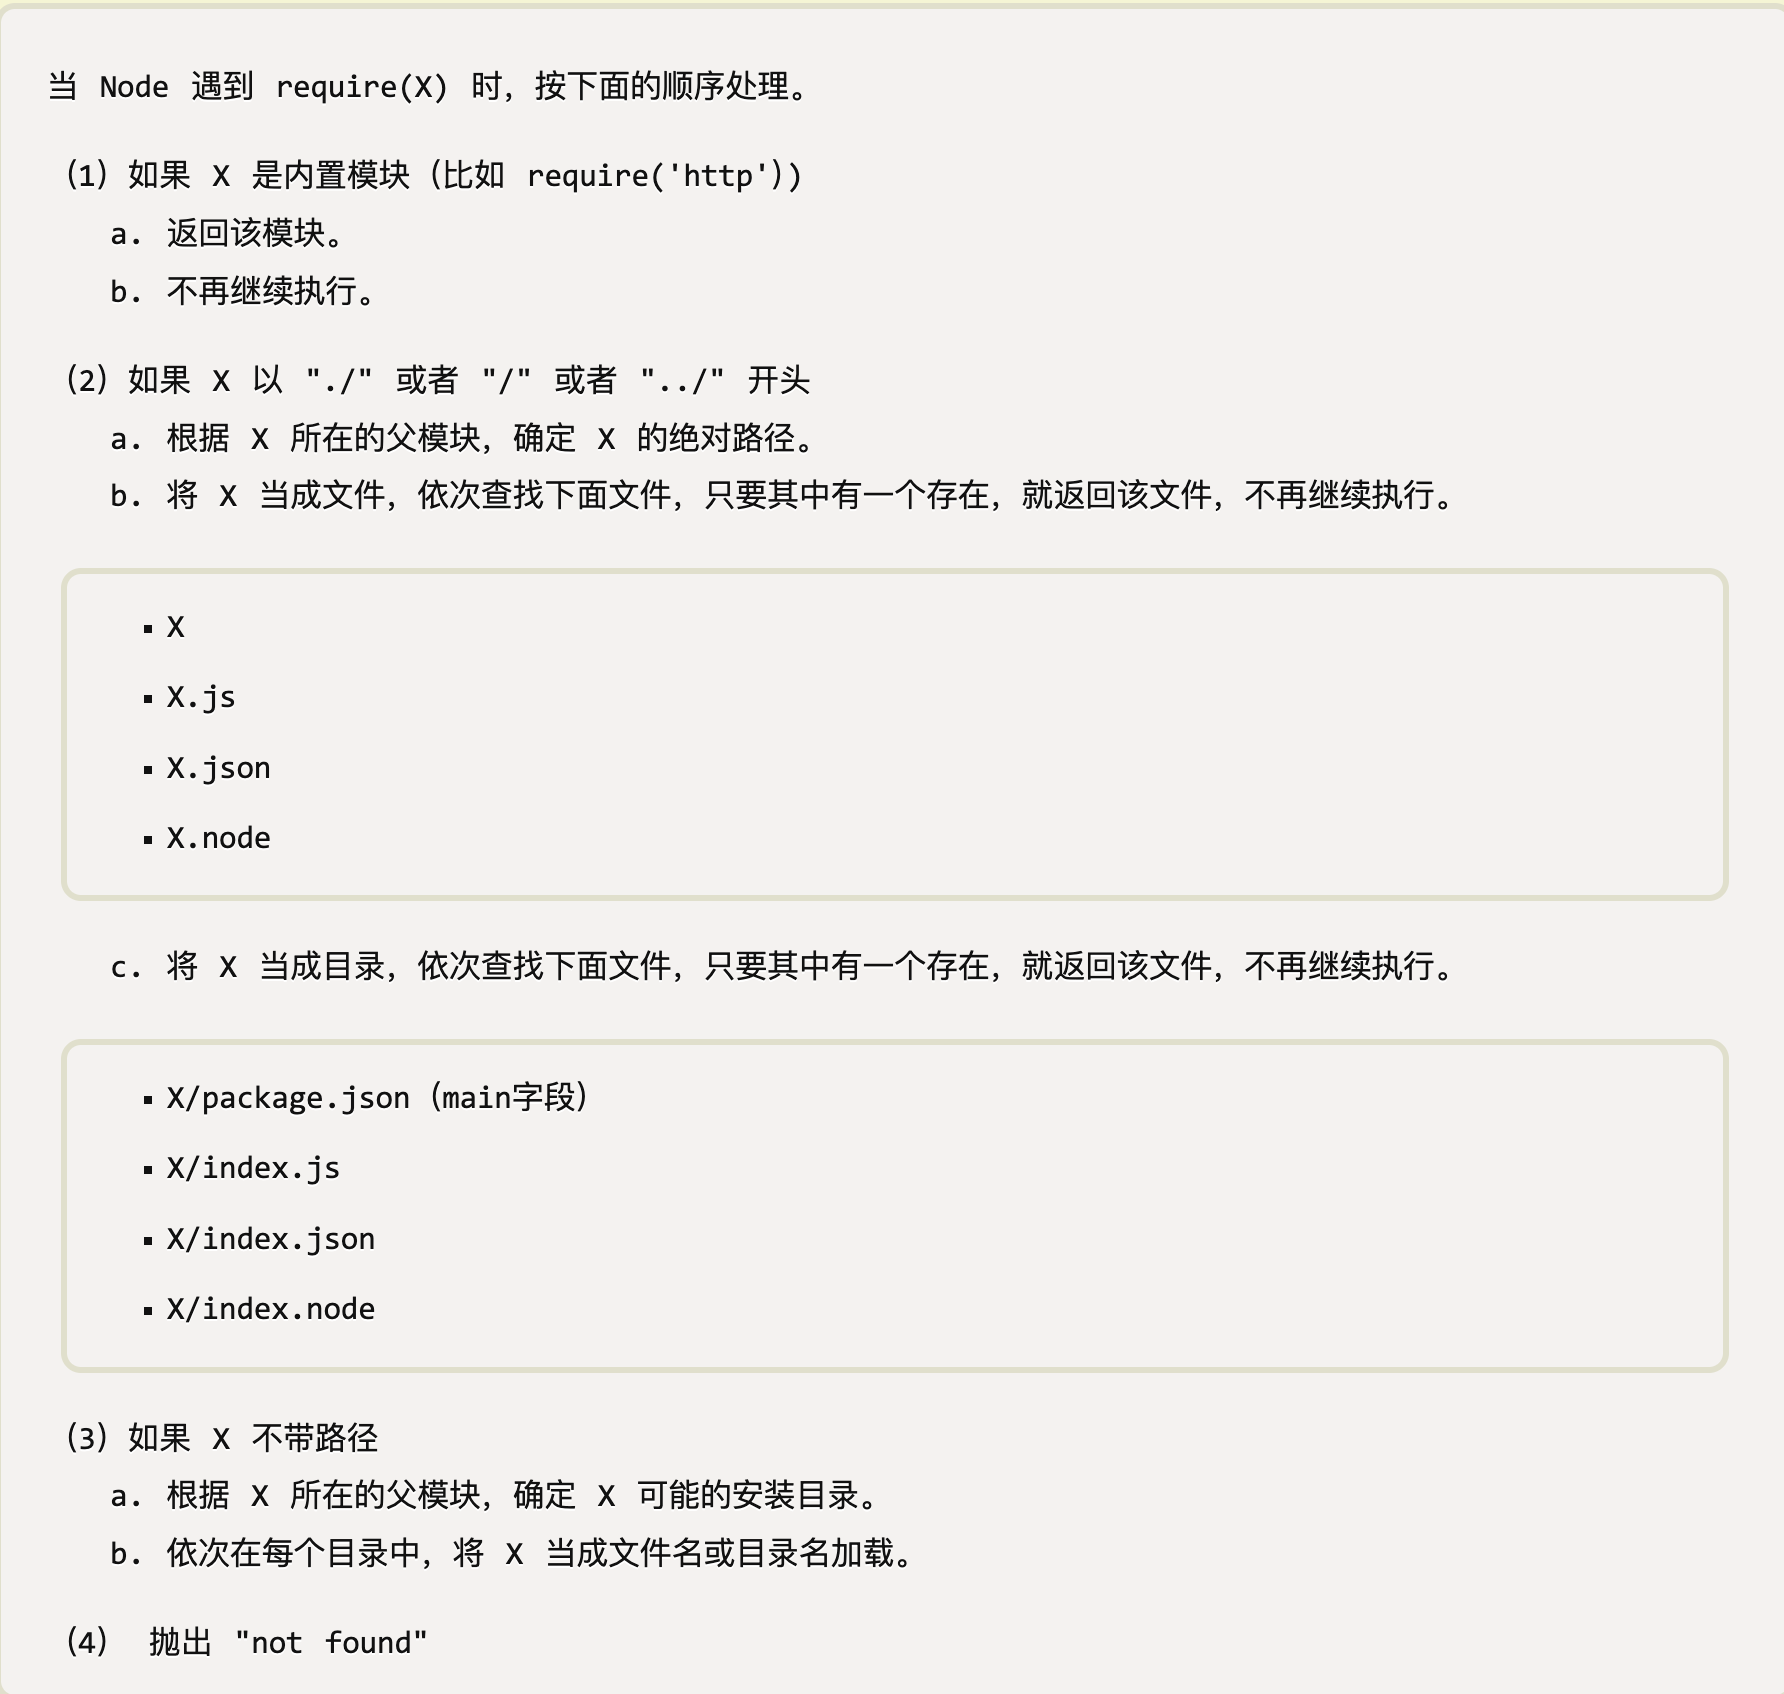 当 Node 遇到 require(X) 时，按下面的顺序处理。
（1）如果 X 是内置模块（比如 require('http'））
a. 返回该模块。
b. 不再继续执行。
（2）如果 X 以 "./" 或者 "/" 或者 "../" 开头
a. 根据 X 所在的父模块，确定 X 的绝对路径。
b. 将 X 当成文件，依次查找下面文件，只要其中有一个存在，就返回该文件，不再继续执行。
▪ X
▪ X.js
▪ X.json
▪ X.node
c. 将 X 当成目录，依次查找下面文件，只要其中有一个存在，就返回该文件，不再继续执行。
▪ X/package.json（main字段）
▪ X/index.js
▪ X/index.json
▪ X/index.node
（3）如果 X 不带路径
a. 根据 X 所在的父模块，确定 X 可能的安装目录。
b. 依次在每个目录中，将 X 当成文件名或目录名加载。
（4） 抛出 "not found"